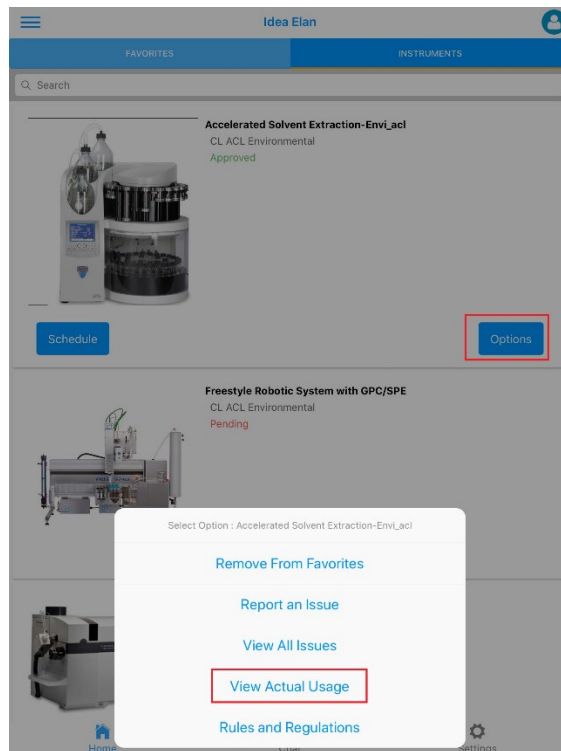 Idea Elan
FAVORITES
INSTRUMENTS
Search
Accelerated Solvent Extraction-Envi_acl
CL ACL Environmental
Approved
Schedule
Options
Freestyle Robotic System with GPC/SPE
CL ACL Environmental
Pending
Select Option : Accelerated Solvent Extraction-Envi_acl
Remove From Favorites
Report an Issue
View All Issues
View Actual Usage
Rules and Regulations
Home
Settings